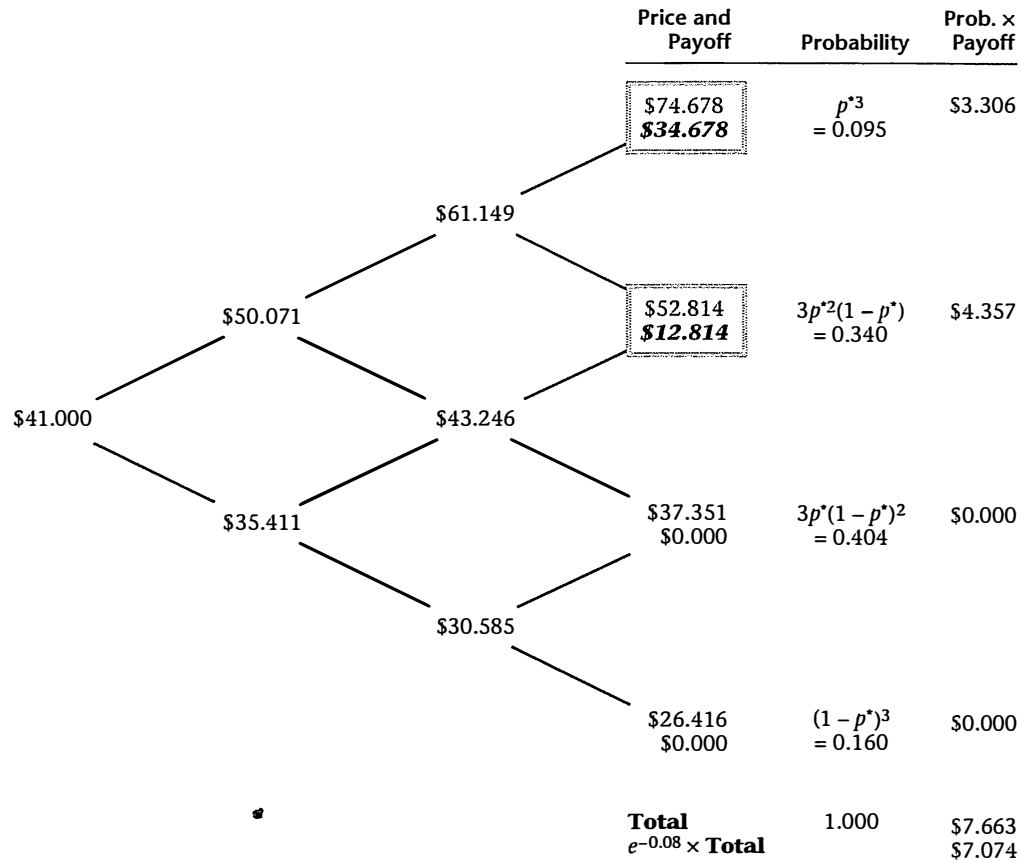 Price and Payoff Probability Prob. × Payoff
$74.678 p*3 $3.306
$34.678 = 0.095
$61.149
$52.814 3p*2(1 – p*) $4.357
$50.071
$12.814 = 0.340
$41.000 $43.246
$37.351 3p*(1 – p*)2 $0.000
$35.411
$0.000 = 0.404
$30.585
$26.416 (1 – p*)3 $0.000
$0.000 = 0.160
Total 1.000 $7.663
e–0.08 × Total $7.074